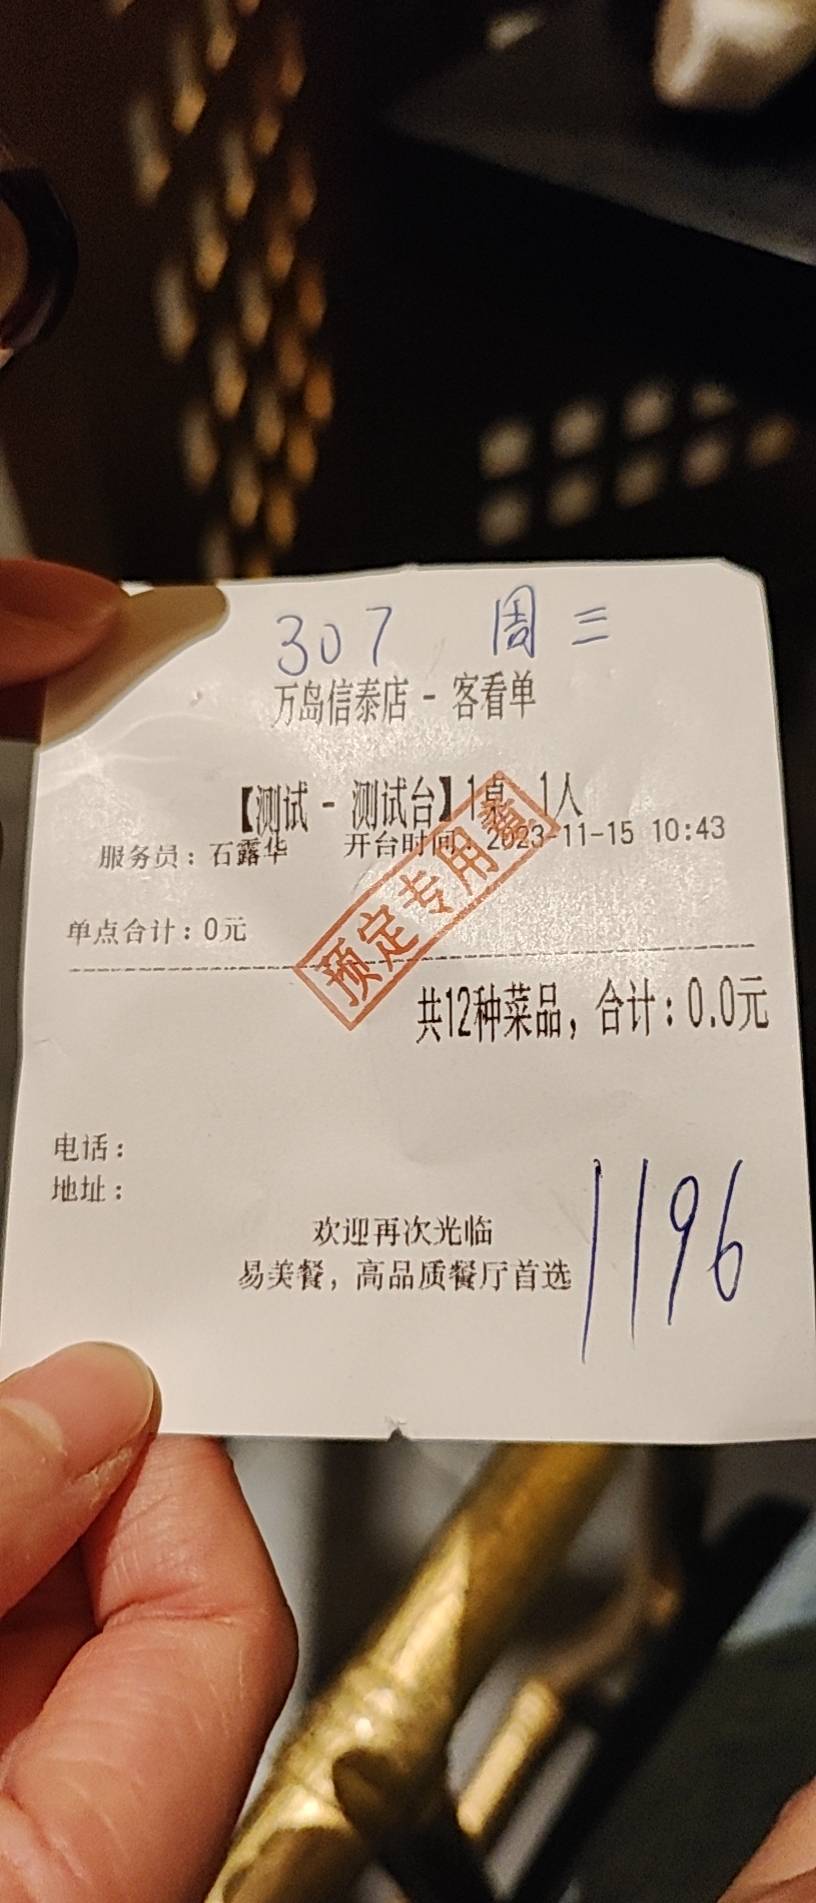 307 周三
万岛信泰店 - 客看单
【测试 - 测试台】1桌 1人
服务员：石露华 开台时间：2023-11-15 10:43
单点合计：0元
预定专用章
共12种菜品，合计：0.0元
电话：
地址：
欢迎再次光临
易美餐，高品质餐厅首选
1196